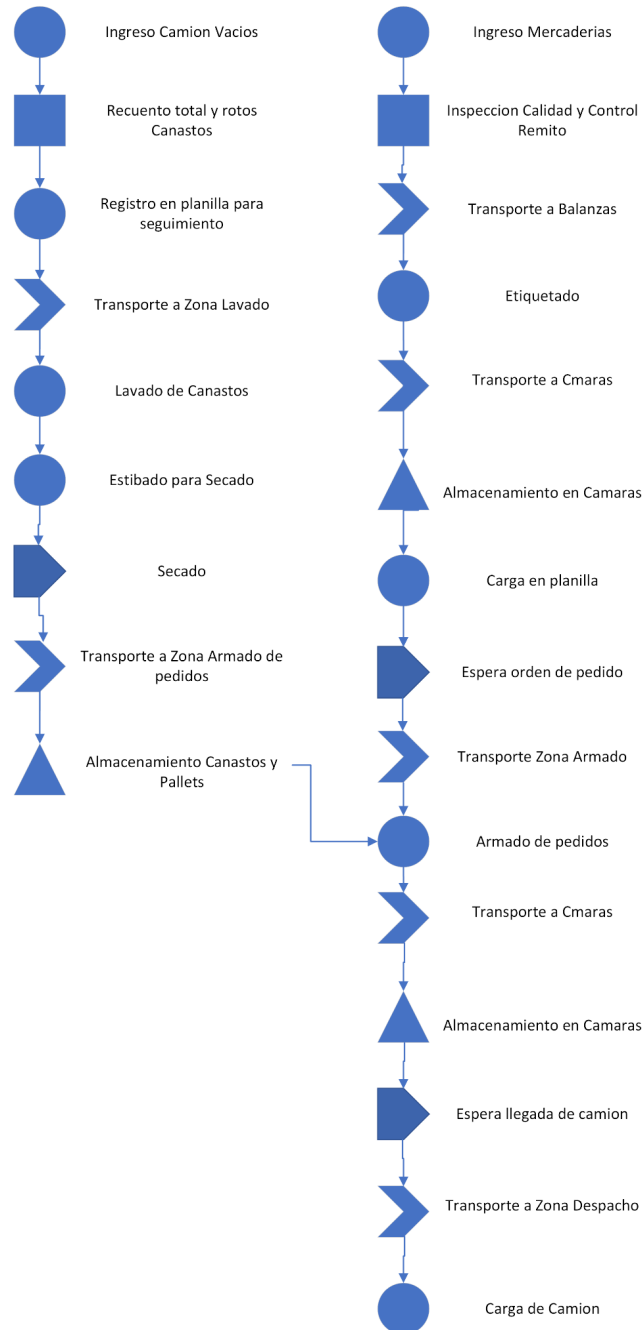 Ingreso Camion Vacios
Recuento total y rotos
Canastos
Registro en planilla para
seguimiento
Transporte a Zona Lavado
Lavado de Canastos
Estibado para Secado
Secado
Transporte a Zona Armado de
pedidos
Almacenamiento Canastos y
Pallets
Ingreso Mercaderias
Inspeccion Calidad y Control
Remito
Transporte a Balanzas
Etiquetado
Transporte a Cmaras
Almacenamiento en Camaras
Carga en planilla
Espera orden de pedido
Transporte Zona Armado
Armado de pedidos
Transporte a Cmaras
Almacenamiento en Camaras
Espera llegada de camion
Transporte a Zona Despacho
Carga de Camion